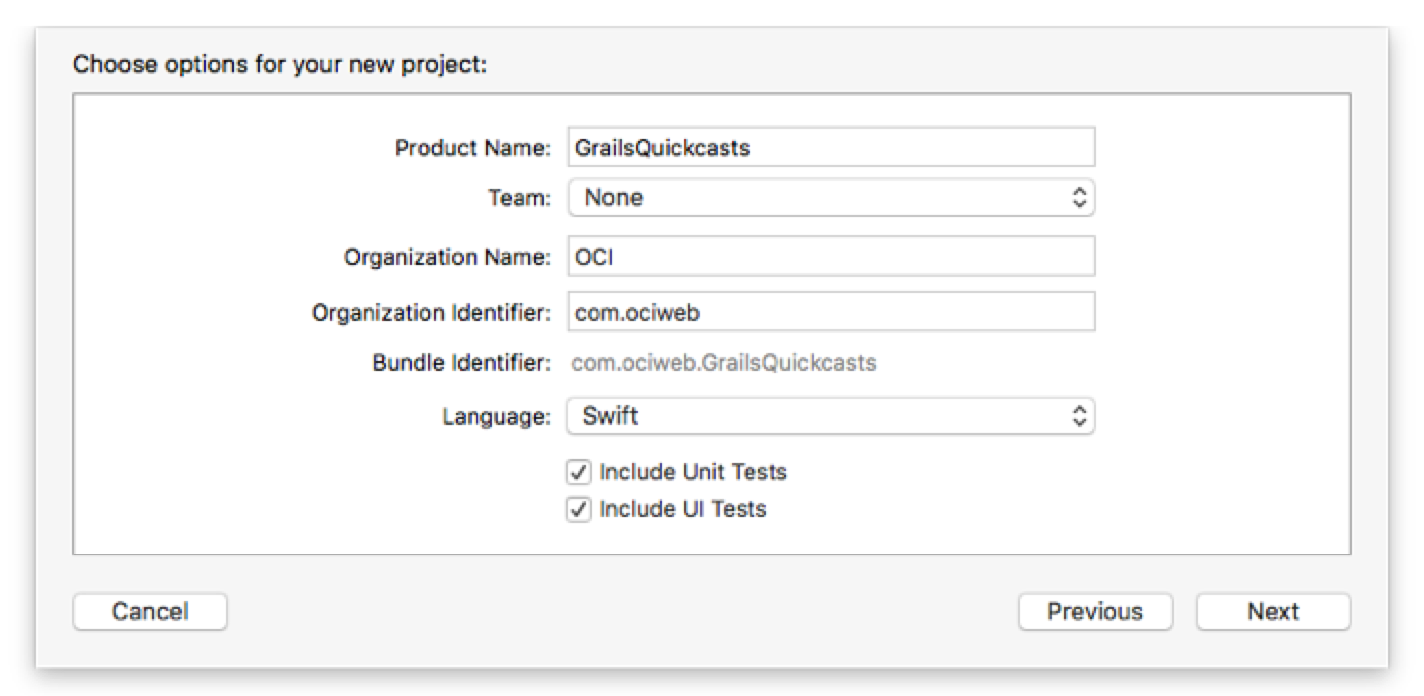 Choose options for your new project:
Product Name: GrailsQuickcasts
Team: None
Organization Name: OCI
Organization Identifier: com.ociweb
Bundle Identifier: com.ociweb.GrailsQuickcasts
Language: Swift
Include Unit Tests
Include UI Tests
Cancel Previous Next